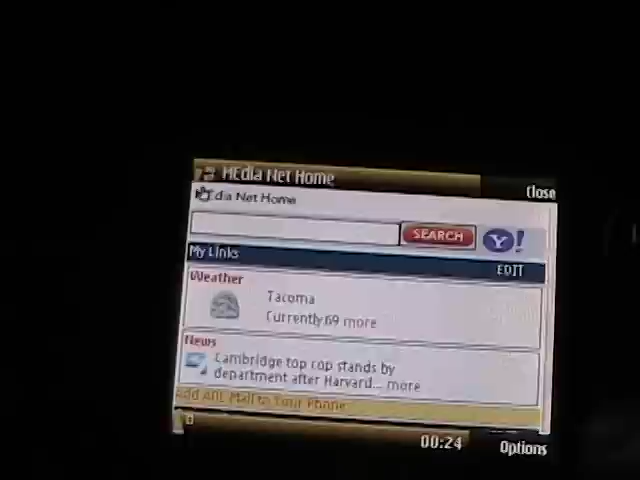 MEdia Net Home
Close
dia Net Home
SEARCH Y!
My Links
EDIT
Weather
Tacoma
Currently 69 more
News
Cambridge top cop stands by
department after Harvard... more
Add AOL Mail to Your Phone
00:24
Options